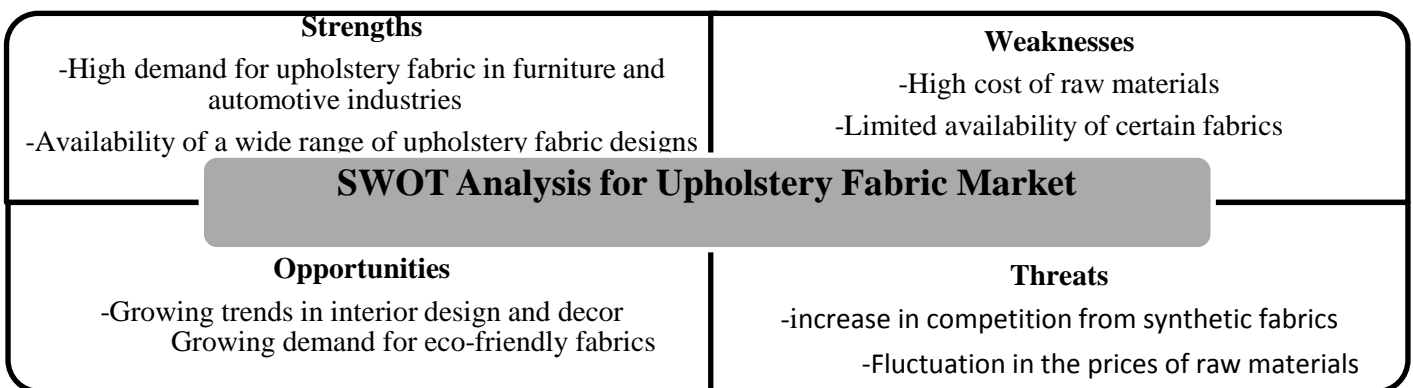 Strengths
-High demand for upholstery fabric in furniture and
automotive industries
-Availability of a wide range of upholstery fabric designs
Weaknesses
-High cost of raw materials
-Limited availability of certain fabrics
SWOT Analysis for Upholstery Fabric Market
Opportunities
-Growing trends in interior design and decor
Growing demand for eco-friendly fabrics
Threats
-increase in competition from synthetic fabrics
-Fluctuation in the prices of raw materials